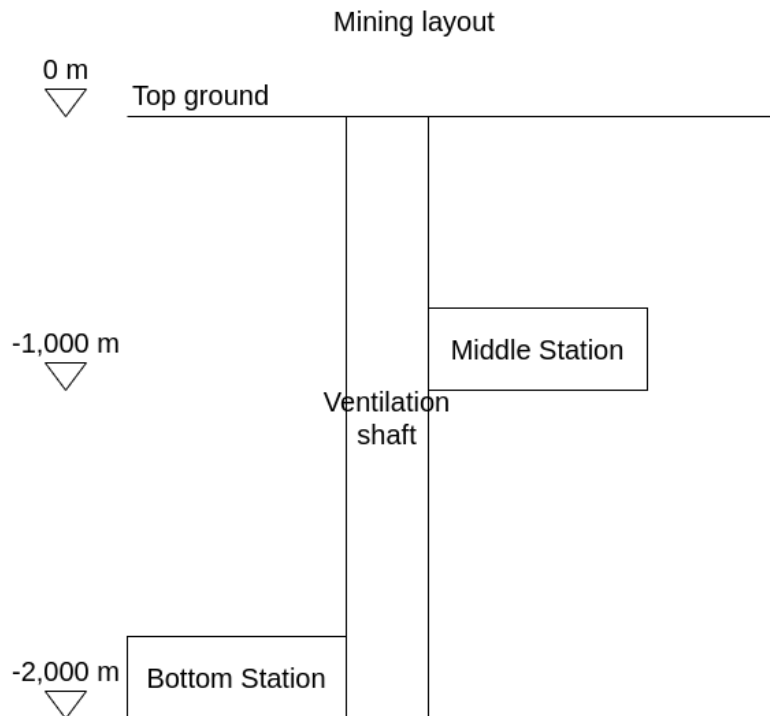 Mining layout
0 m
Top ground
-1,000 m
Middle Station
Ventilation
shaft
-2,000 m
Bottom Station